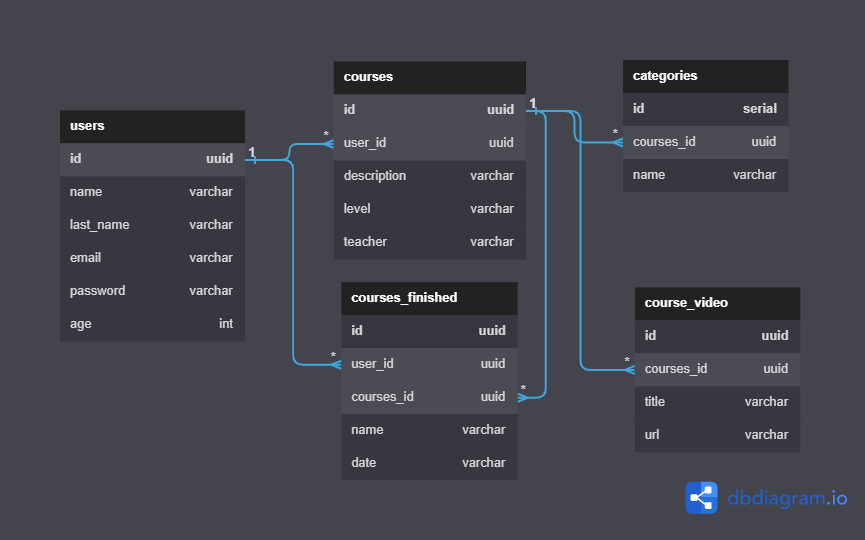 users
id uuid
name varchar
last_name varchar
email varchar
password varchar
age int
1
*
*
courses
id uuid
user_id uuid
description varchar
level varchar
teacher varchar
1
*
*
*
courses_finished
id uuid
user_id uuid
courses_id uuid
name varchar
date varchar
categories
id serial
courses_id uuid
name varchar
course_video
id uuid
courses_id uuid
title varchar
url varchar
dbdiagram.io